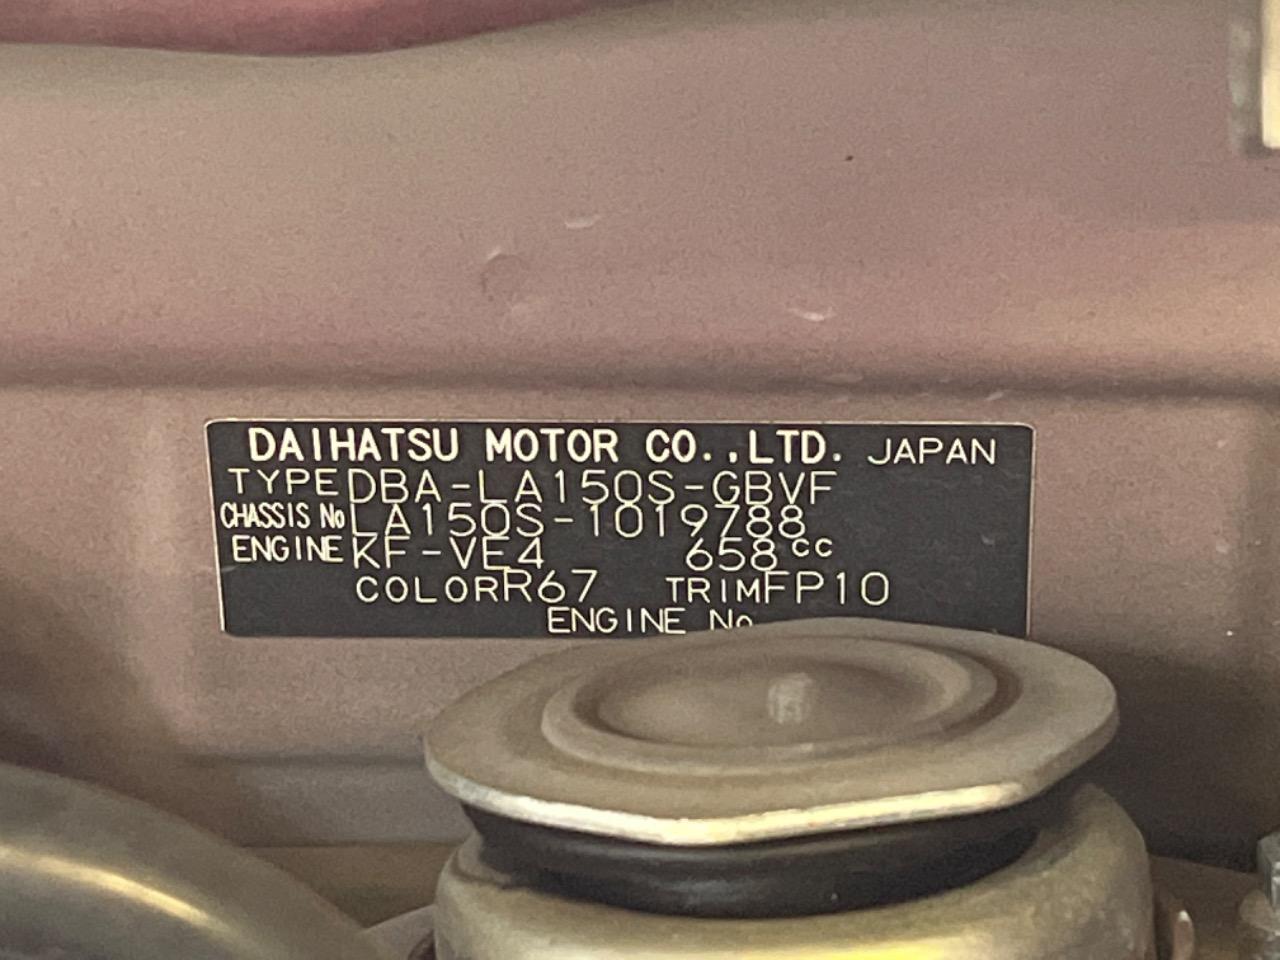 DAIHATSU MOTOR CO.,LTD. JAPAN
TYPE DBA-LA150S-GBVF
CHASSIS No LA150S-1019788
ENGINE KF-VE4 658cc
COLOR R67 TRIM FP10
ENGINE No